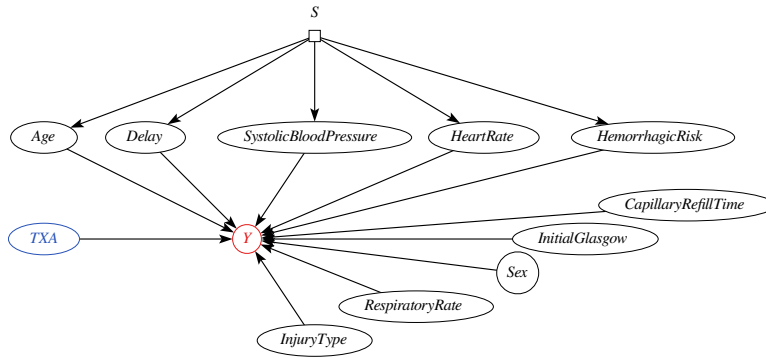 S
Age
Delay
SystolicBloodPressure
HeartRate
HemorrhagicRisk
CapillaryRefillTime
TXA
Y
InitialGlasgow
Sex
RespiratoryRate
InjuryType